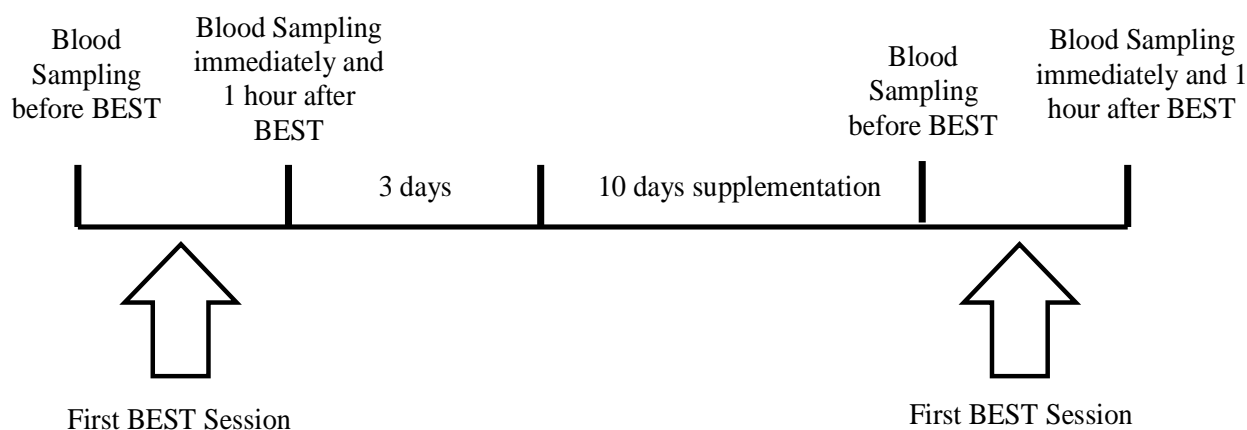 Blood
Sampling
before BEST
Blood Sampling
immediately and
1 hour after
BEST
Blood
Sampling
before BEST
Blood Sampling
immediately and 1
hour after BEST
3 days
10 days supplementation
First BEST Session
First BEST Session